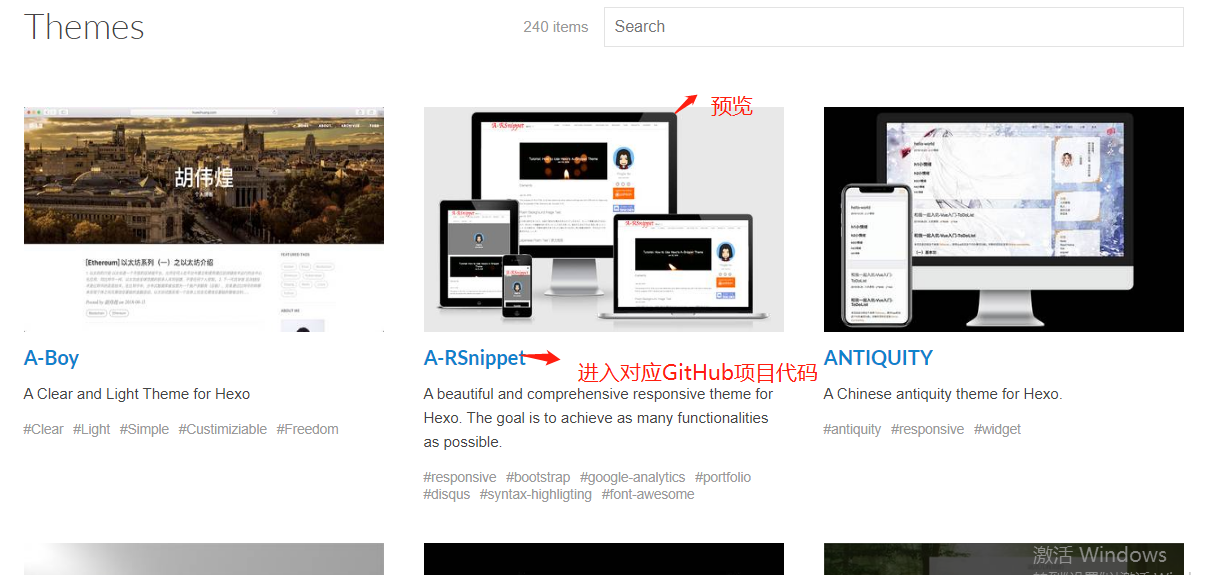 Themes
240 items
Search
预览
胡伟煌
[Ethereum] 以太坊系列（一）之以太坊介绍
A-RSnippet
hello-world
A-Boy
A Clear and Light Theme for Hexo
#Clear #Light #Simple #Custimiziable #Freedom
A-RSnippet
进入对应GitHub项目代码
A beautiful and comprehensive responsive theme for
Hexo. The goal is to achieve as many functionalities
as possible.
#responsive #bootstrap #google-analytics #portfolio
#disqus #syntax-highligting #font-awesome
ANTIQUITY
A Chinese antiquity theme for Hexo.
#antiquity #responsive #widget
激活 Windows